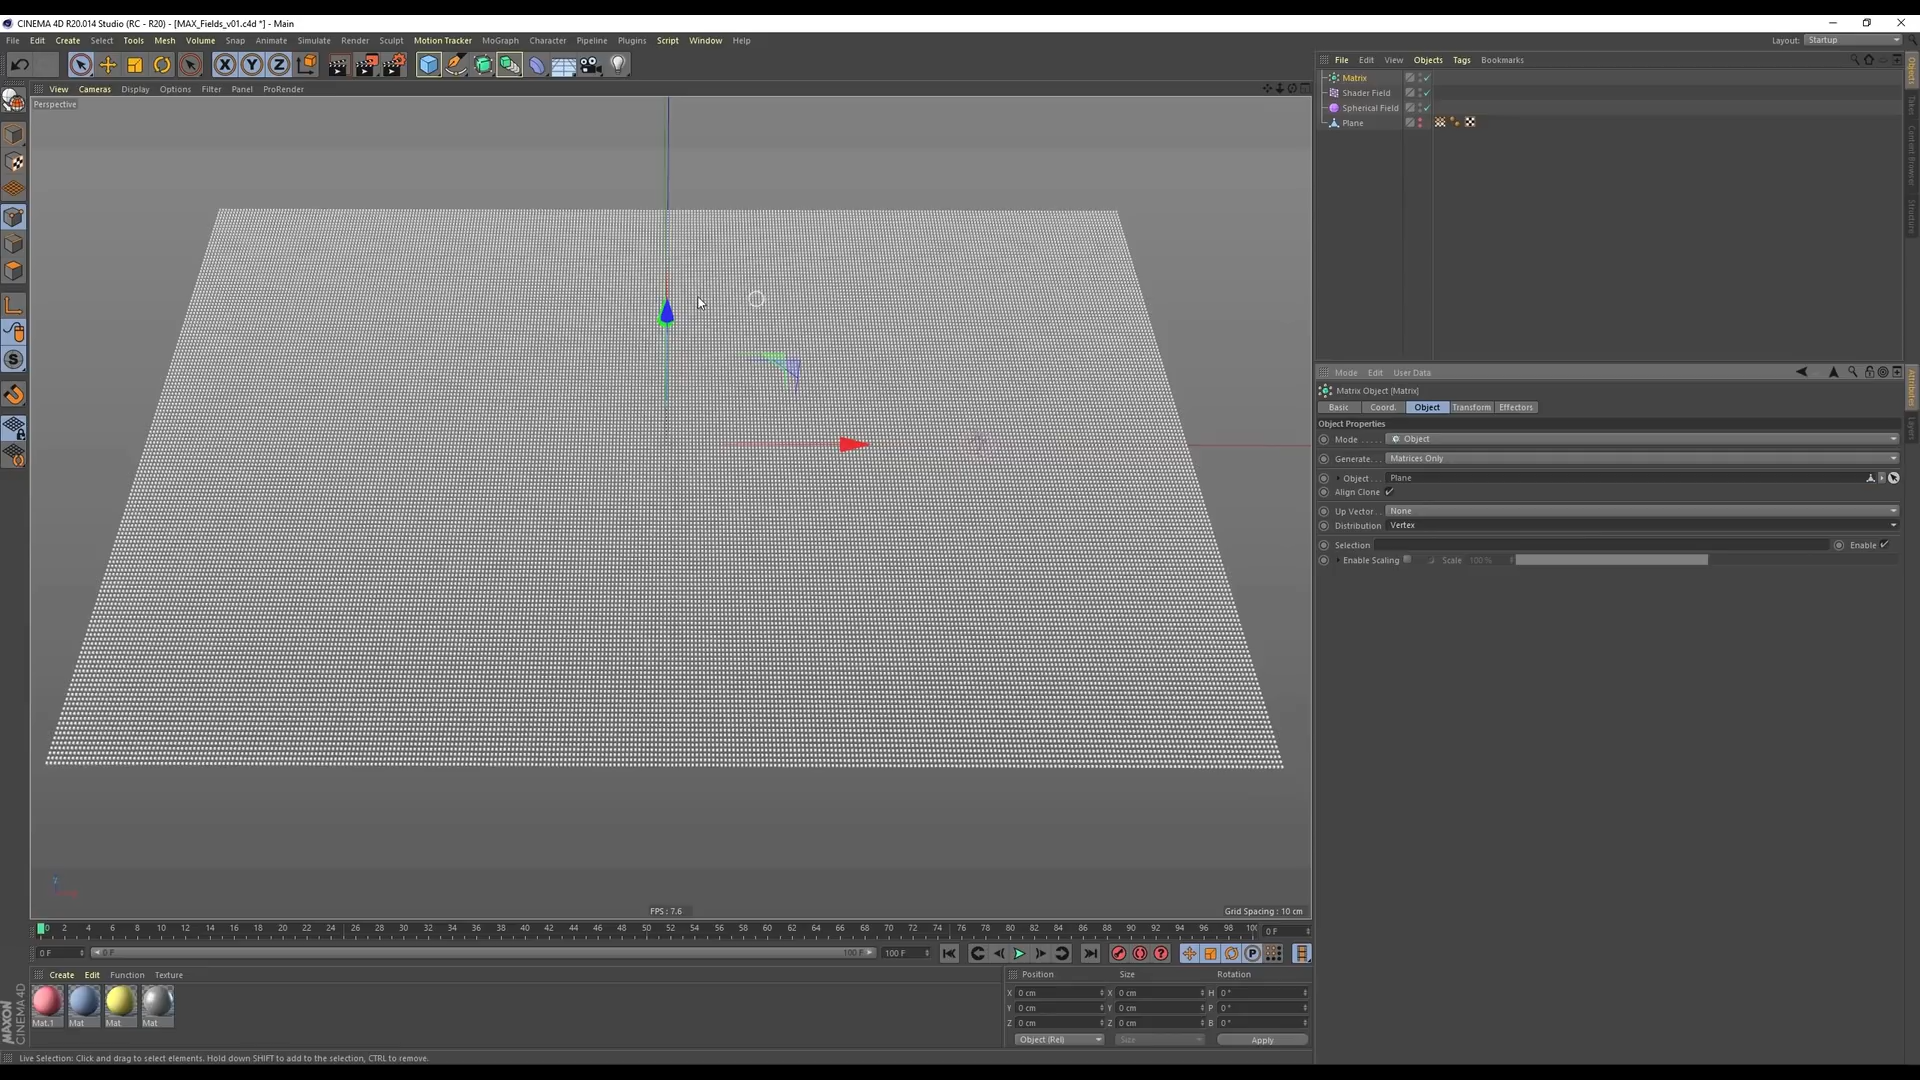 CINEMA 4D R20.014 Studio (RC - R20) - [MAX_Fields_v01.c4d *] - Main
File Edit Create Select Tools Mesh Volume Snap Animate Simulate Render Sculpt Motion Tracker MoGraph Character Pipeline Plugins Script Window Help
Layout: Startup
File Edit View Objects Tags Bookmarks
View Cameras Display Options Filter Panel ProRender
Perspective
Matrix
Shader Field
Spherical Field
Plane
Objects
Takes
Content Browser
Structure
Mode Edit User Data
Matrix Object [Matrix]
Basic Coord. Object Transform Effectors
Object Properties
Mode ..... Object
Generate . Matrices Only
Object ... Plane
Align Clone
Up Vector .. None
Distribution Vertex
Selection Enable
Enable Scaling Scale 100 %
Attributes
Layers
FPS : 7.6
Grid Spacing : 10 cm
0 2 4 6 8 10 12 14 16 18 20 22 24 26 28 30 32 34 36 38 40 42 44 46 48 50 52 54 56 58 60 62 64 66 68 70 72 74 76 78 80 82 84 86 88 90 92 94 96 98 10 0 F
0 F 0 F 100 F 100 F
Create Edit Function Texture
Mat.1 Mat Mat Mat
Position Size Rotation
X 0 cm X 0 cm H 0 °
Y 0 cm Y 0 cm P 0 °
Z 0 cm Z 0 cm B 0 °
Object (Rel) Size Apply
MAXON
CINEMA 4D
Live Selection: Click and drag to select elements. Hold down SHIFT to add to the selection, CTRL to remove.